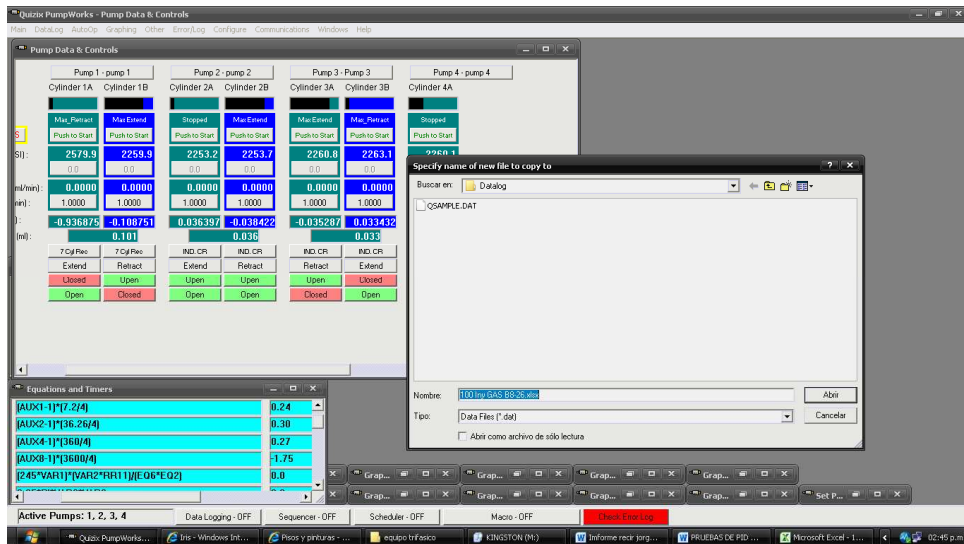 Quizix PumpWorks - Pump Data & Controls
Main DataLog AutoOp Graphing Other Error/Log Configure Communications Windows Help
Pump Data & Controls
Pump 1 - pump 1 Pump 2 - pump 2 Pump 3 - Pump 3 Pump 4 - pump 4
Cylinder 1A Cylinder 1B Cylinder 2A Cylinder 2B Cylinder 3A Cylinder 3B Cylinder 4A
Max_Retract Max Extend Stopped Max Extend Max Extend Max_Retract Stopped
S Push to Start Push to Start Push to Start Push to Start Push to Start Push to Start Push to Start
SI): 2579.9 2259.9 2253.2 2253.7 2260.8 2263.1 2260.1
0.0 0.0 0.0 0.0 0.0 0.0
ml/min): 0.0000 0.0000 0.0000 0.0000 0.0000 0.0000
nin): 1.0000 1.0000 1.0000 1.0000 1.0000 1.0000
): -0.936875 -0.108751 0.036397 -0.038422 -0.035287 0.033432
(ml): 0.101 0.036 0.033
7 Cyl Rec 7 Cyl Rec IND. CR IND. CR IND. CR IND. CR
Extend Retract Extend Retract Retract Extend
Closed Open Open Open Closed Open
Open Closed Open Open Closed Open
Specify name of new file to copy to
Buscar en: Datalog
QSAMPLE.DAT
Nombre: 100 Iny GAS B8-26.xlsx Abrir
Tipo: Data Files (*.dat) Cancelar
Abrir como archivo de sólo lectura
Equations and Timers
(AUX1-1)*(7.2/4) 0.24
(AUX2-1)*(36.26/4) 0.30
(AUX4-1)*(360/4) 0.27
(AUX8-1)*(3600/4) -1.75
(245*VAR1)*(VAR2*RR11)/(EQ6*EQ2) 0.0
Grap... Grap... Grap... Grap...
Grap... Grap... Grap... Grap... Set P...
Active Pumps: 1, 2, 3, 4 Data Logging - OFF Sequencer - OFF Scheduler - OFF Macro - OFF Check Error Log
Quizix PumpWorks... Iris - Windows Int... Pisos y pinturas - ... equipo trifasico KINGSTON (M:) Imforme recir jorg... PRUEBAS DE PID ... Microsoft Excel - 1... 02:45 p.m.